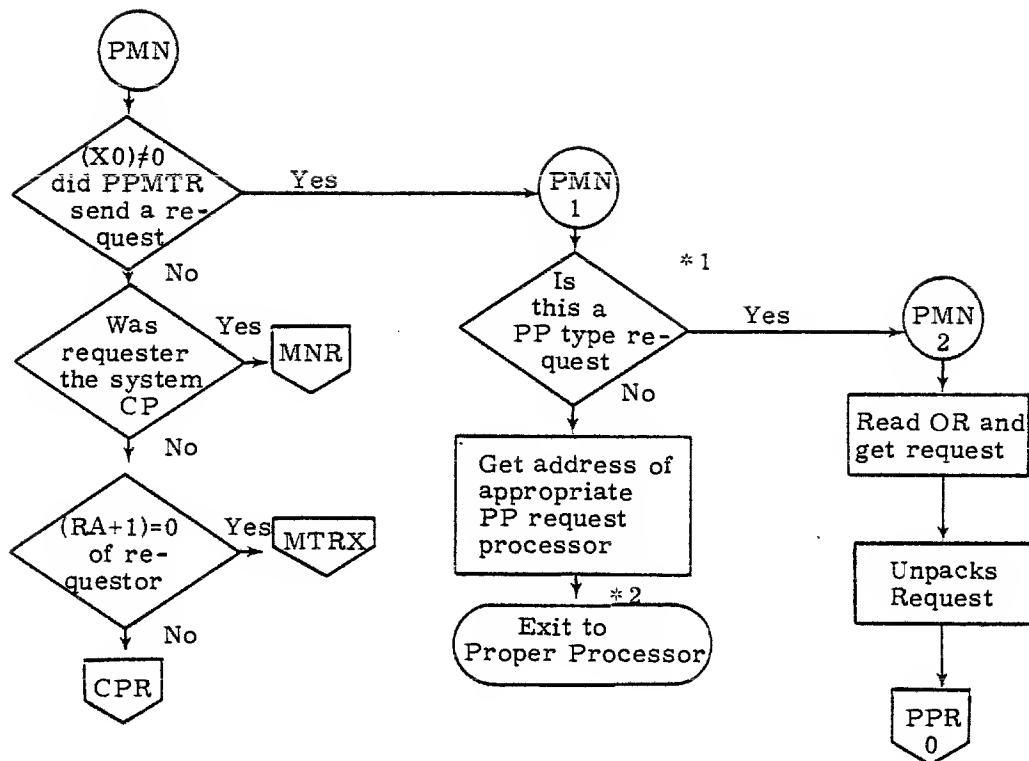 PMN
(X0)≠0
did PPMTR
send a re-
quest
Yes
No
Was
requester
the system
CP
Yes
MNR
No
(RA+1)=0
of re-
questor
Yes
MTRX
No
CPR
PMN
1
*1
Is
this a
PP type re-
quest
Yes
No
Get address of
appropriate
PP request
processor
*2
Exit to
Proper Processor
PMN
2
Read OR and
get request
Unpacks
Request
PPR
0